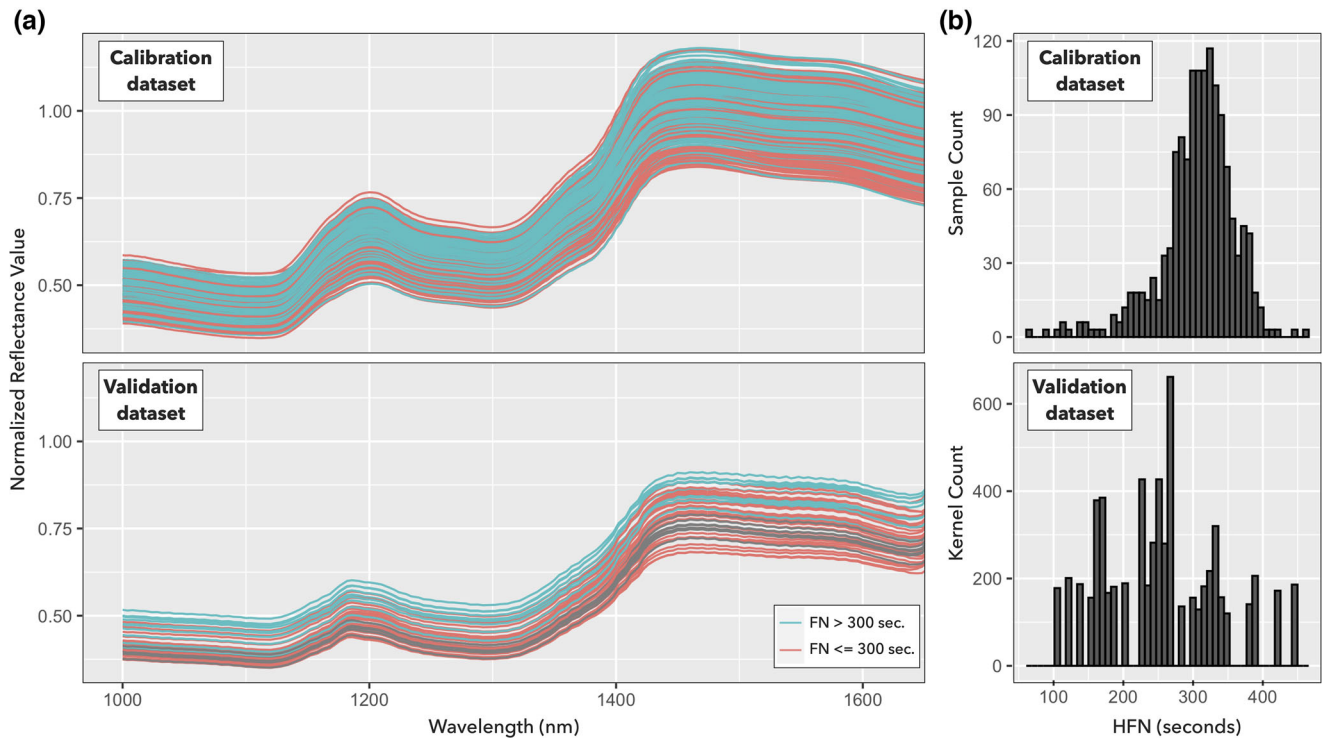 (a)
Calibration
dataset
1.00
0.75
0.50
Validation
dataset
1.00
0.75
0.50
FN > 300 sec.
FN <= 300 sec.
1000
1200
1400
1600
Wavelength (nm)
Normalized Reflectance Value
(b)
Calibration
dataset
120
90
60
30
0
Sample Count
Validation
dataset
600
400
200
0
Kernel Count
100
200
300
400
HFN (seconds)